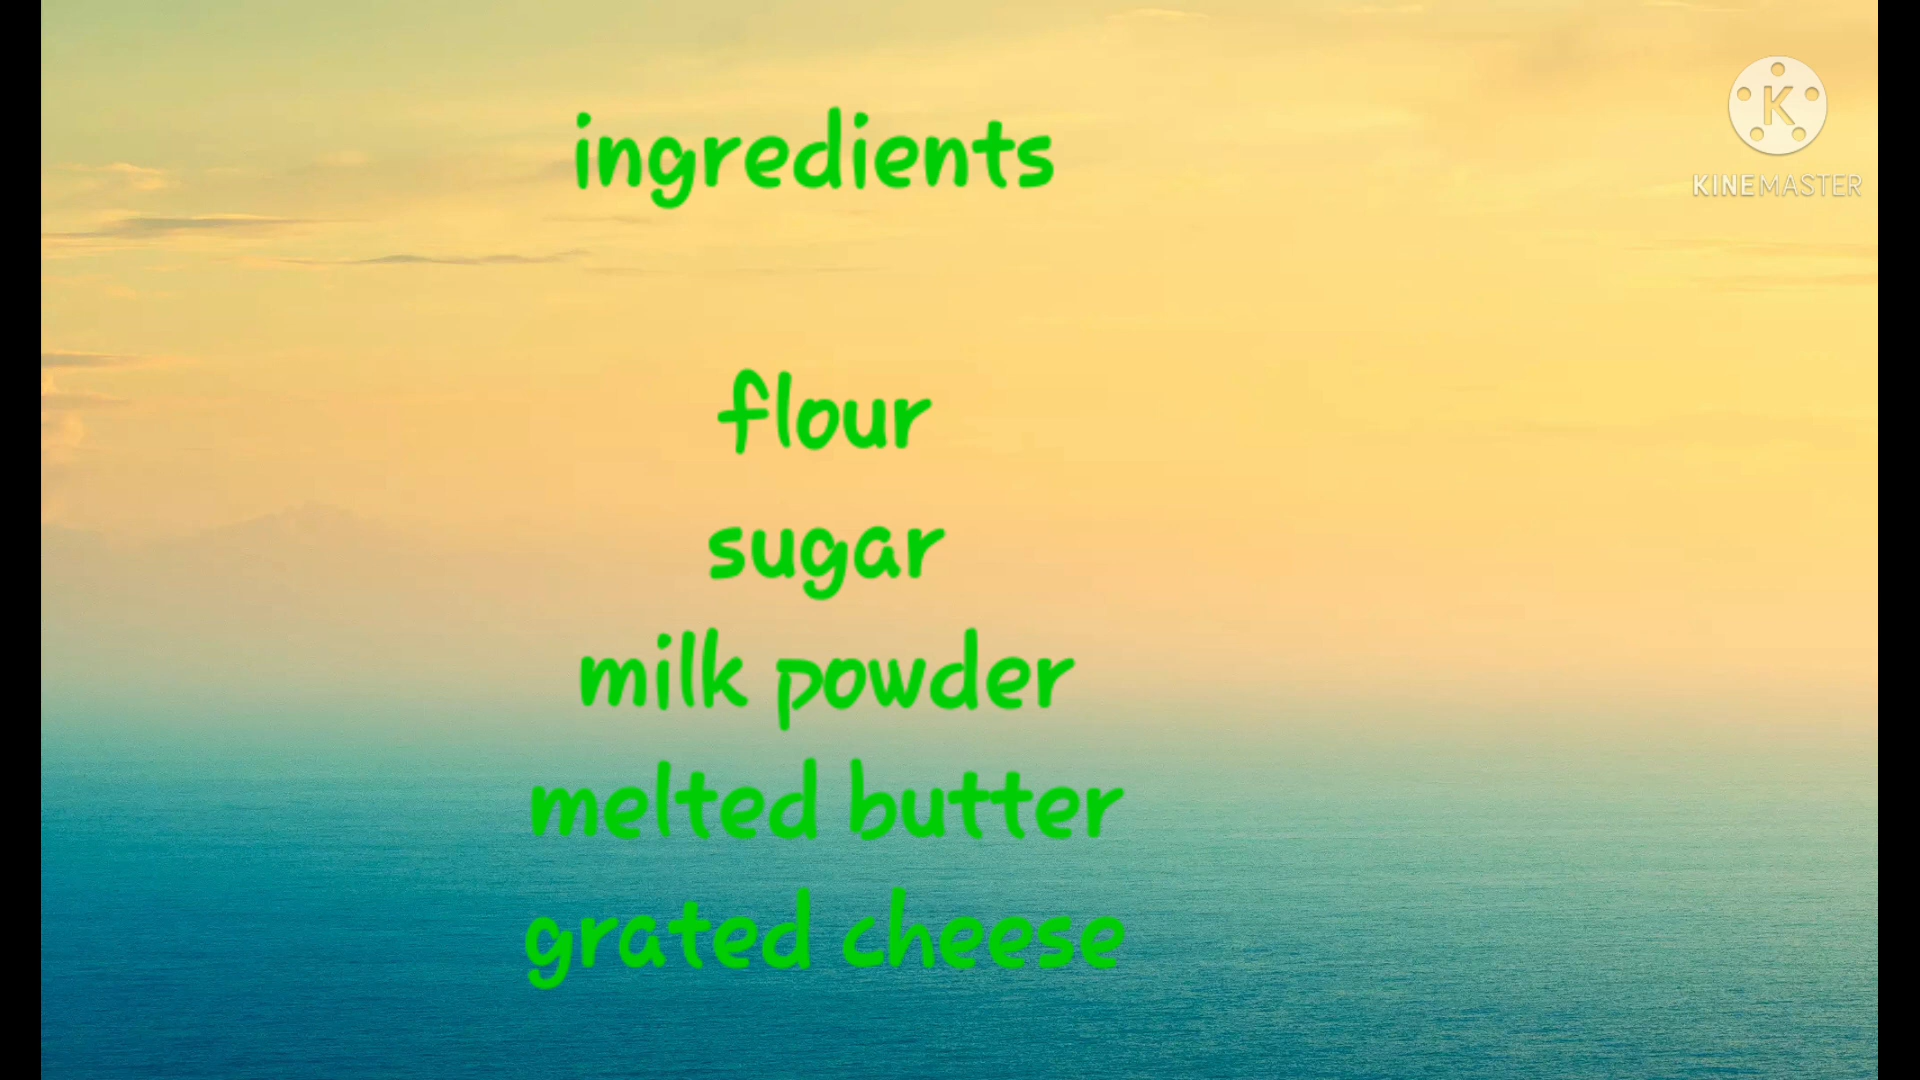 ingredients
K
KINEMASTER
flour
sugar
milk powder
melted butter
grated cheese